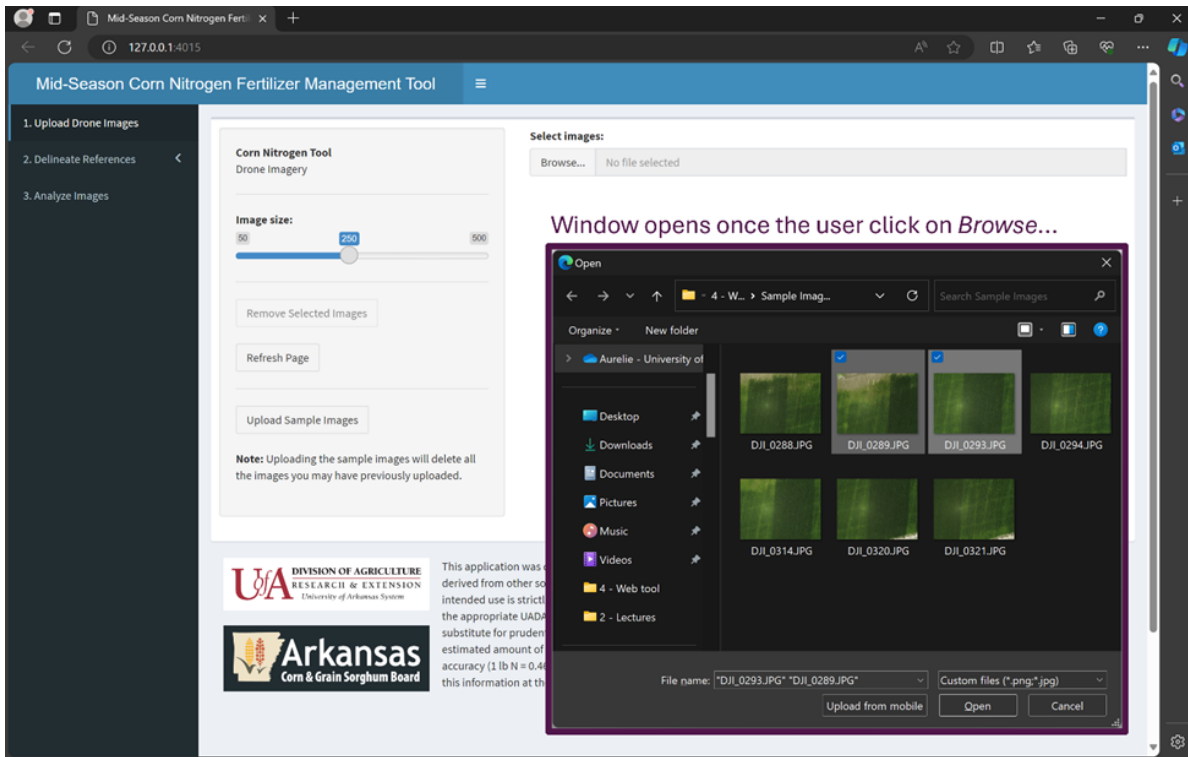 Mid-Season Corn Nitrogen Ferti
127.0.0.1:4015
Mid-Season Corn Nitrogen Fertilizer Management Tool
1. Upload Drone Images
2. Delineate References
3. Analyze Images
Corn Nitrogen Tool
Drone Imagery
Image size:
50
250
500
Remove Selected Images
Refresh Page
Upload Sample Images
Note: Uploading the sample images will delete all
the images you may have previously uploaded.
Select images:
Browse... No file selected
Window opens once the user click on Browse...
Open
4 - W... › Sample Imag...
Search Sample Images
Organize
New folder
Aurelie - University of
Desktop
Downloads
Documents
Pictures
Music
Videos
4 - Web tool
2 - Lectures
DJI_0288.JPG DJI_0289.JPG DJI_0293.JPG DJI_0294.JPG
DJI_0314.JPG DJI_0320.JPG DJI_0321.JPG
File name: "DJI_0293.JPG" "DJI_0289.JPG"
Custom files (*.png;*.jpg)
Upload from mobile
Open
Cancel
UofA DIVISION OF AGRICULTURE
RESEARCH & EXTENSION
University of Arkansas System
Arkansas
Corn & Grain Sorghum Board
This application was
derived from other
intended use is
the appropriate UADA
substitute for
estimated amount of
accuracy (1 lb N =
this information at